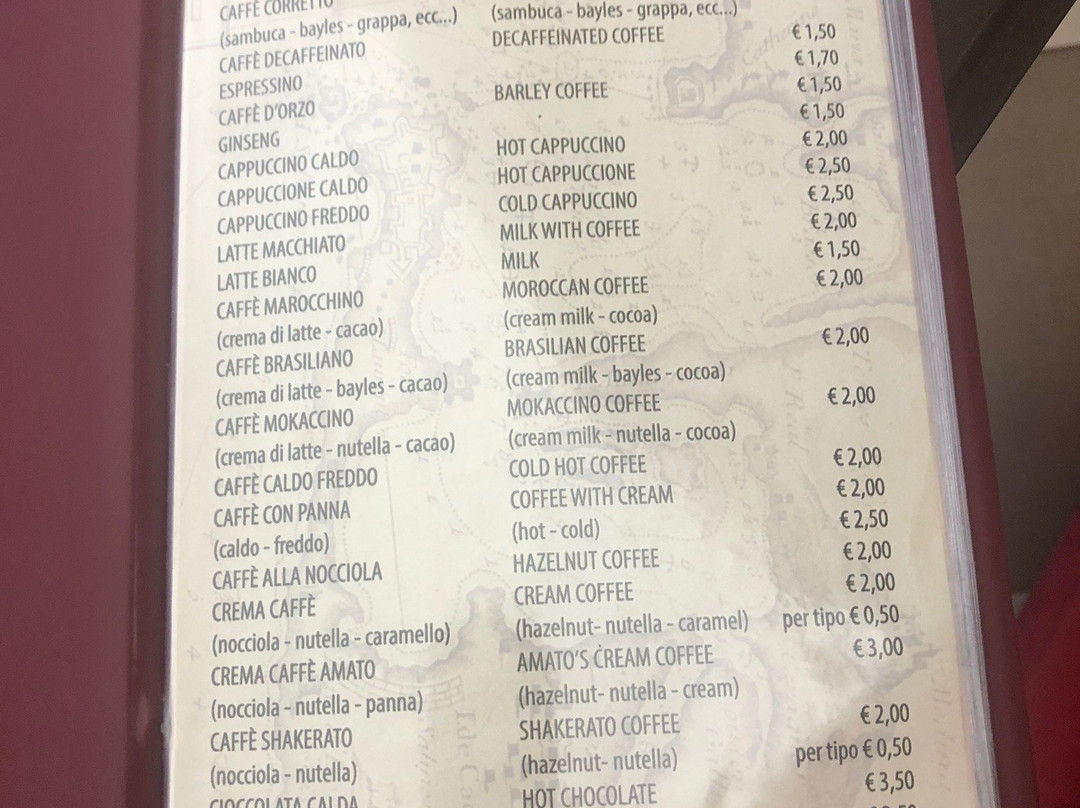 CAFFÈ CORRETTO
(sambuca - bayles - grappa, ecc...) (sambuca - bayles - grappa, ecc...)
CAFFÈ DECAFFEINATO DECAFFEINATED COFFEE € 1,50
ESPRESSINO € 1,70
CAFFÈ D'ORZO BARLEY COFFEE € 1,50
GINSENG € 1,50
CAPPUCCINO CALDO HOT CAPPUCCINO € 2,00
CAPPUCCIONE CALDO HOT CAPPUCCIONE € 2,50
CAPPUCCINO FREDDO COLD CAPPUCCINO € 2,50
LATTE MACCHIATO MILK WITH COFFEE € 2,00
LATTE BIANCO MILK € 1,50
CAFFÈ MAROCCHINO MOROCCAN COFFEE € 2,00
(crema di latte - cacao) (cream milk - cocoa)
CAFFÈ BRASILIANO BRASILIAN COFFEE € 2,00
(crema di latte - bayles - cacao) (cream milk - bayles - cocoa)
CAFFÈ MOKACCINO MOKACCINO COFFEE € 2,00
(crema di latte - nutella - cacao) (cream milk - nutella - cocoa)
CAFFÈ CALDO FREDDO COLD HOT COFFEE € 2,00
CAFFÈ CON PANNA COFFEE WITH CREAM € 2,00
(caldo - freddo) (hot - cold) € 2,50
CAFFÈ ALLA NOCCIOLA HAZELNUT COFFEE € 2,00
CREMA CAFFÈ CREAM COFFEE € 2,00
(nocciola - nutella - caramello) (hazelnut- nutella - caramel) per tipo € 0,50
CREMA CAFFÈ AMATO AMATO'S CREAM COFFEE € 3,00
(nocciola - nutella - panna) (hazelnut- nutella - cream)
CAFFÈ SHAKERATO SHAKERATO COFFEE € 2,00
(nocciola - nutella) (hazelnut- nutella) per tipo € 0,50
CIOCCOLATA CALDA HOT CHOCOLATE € 3,50